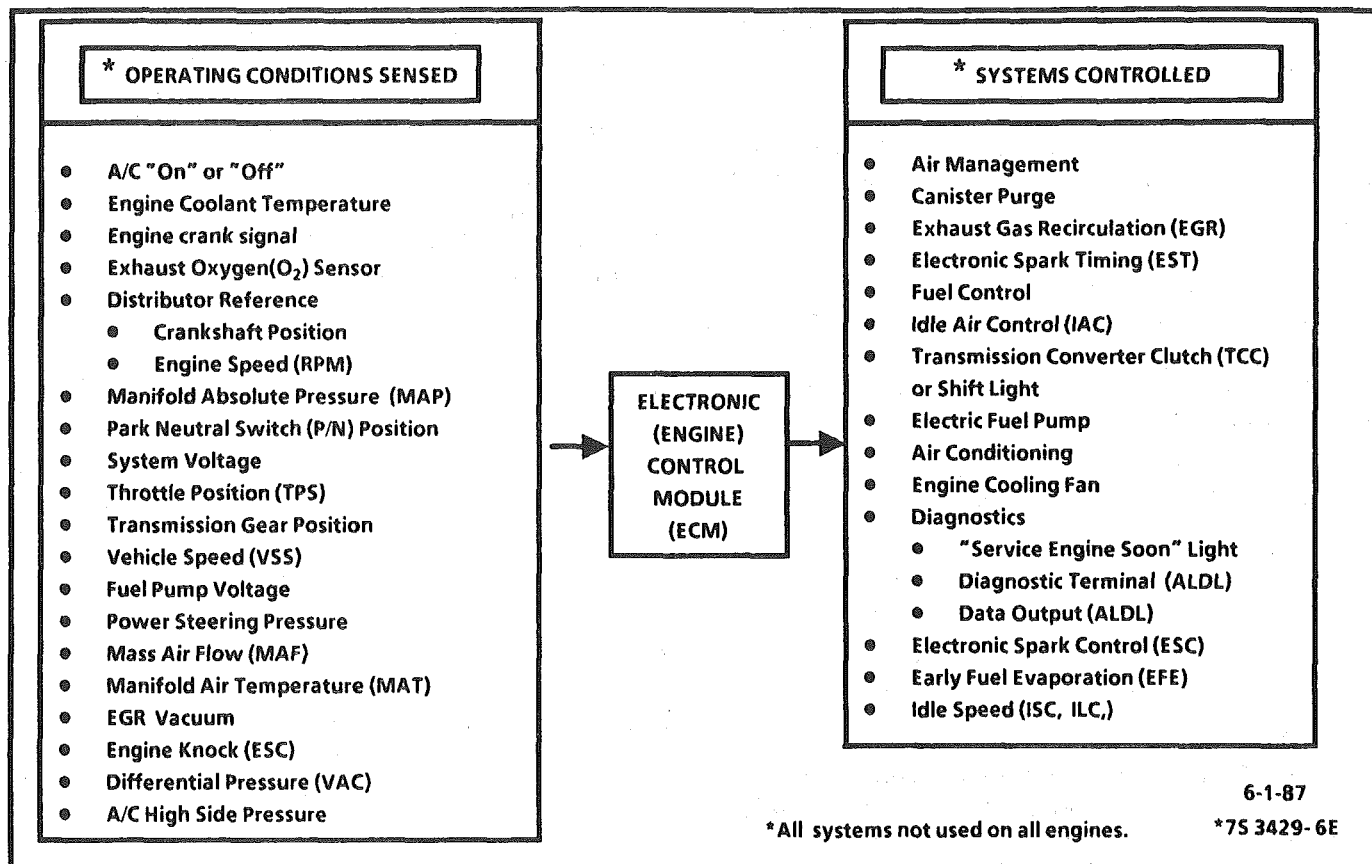 * OPERATING CONDITIONS SENSED
● A/C "On" or "Off"
● Engine Coolant Temperature
● Engine crank signal
● Exhaust Oxygen(O₂) Sensor
● Distributor Reference
● Crankshaft Position
● Engine Speed (RPM)
● Manifold Absolute Pressure (MAP)
● Park Neutral Switch (P/N) Position
● System Voltage
● Throttle Position (TPS)
● Transmission Gear Position
● Vehicle Speed (VSS)
● Fuel Pump Voltage
● Power Steering Pressure
● Mass Air Flow (MAF)
● Manifold Air Temperature (MAT)
● EGR Vacuum
● Engine Knock (ESC)
● Differential Pressure (VAC)
● A/C High Side Pressure
ELECTRONIC
(ENGINE)
CONTROL
MODULE
(ECM)
* SYSTEMS CONTROLLED
● Air Management
● Canister Purge
● Exhaust Gas Recirculation (EGR)
● Electronic Spark Timing (EST)
● Fuel Control
● Idle Air Control (IAC)
● Transmission Converter Clutch (TCC)
or Shift Light
● Electric Fuel Pump
● Air Conditioning
● Engine Cooling Fan
● Diagnostics
● "Service Engine Soon" Light
● Diagnostic Terminal (ALDL)
● Data Output (ALDL)
● Electronic Spark Control (ESC)
● Early Fuel Evaporation (EFE)
● Idle Speed (ISC, ILC,)
6-1-87
*All systems not used on all engines. *7S 3429-6E